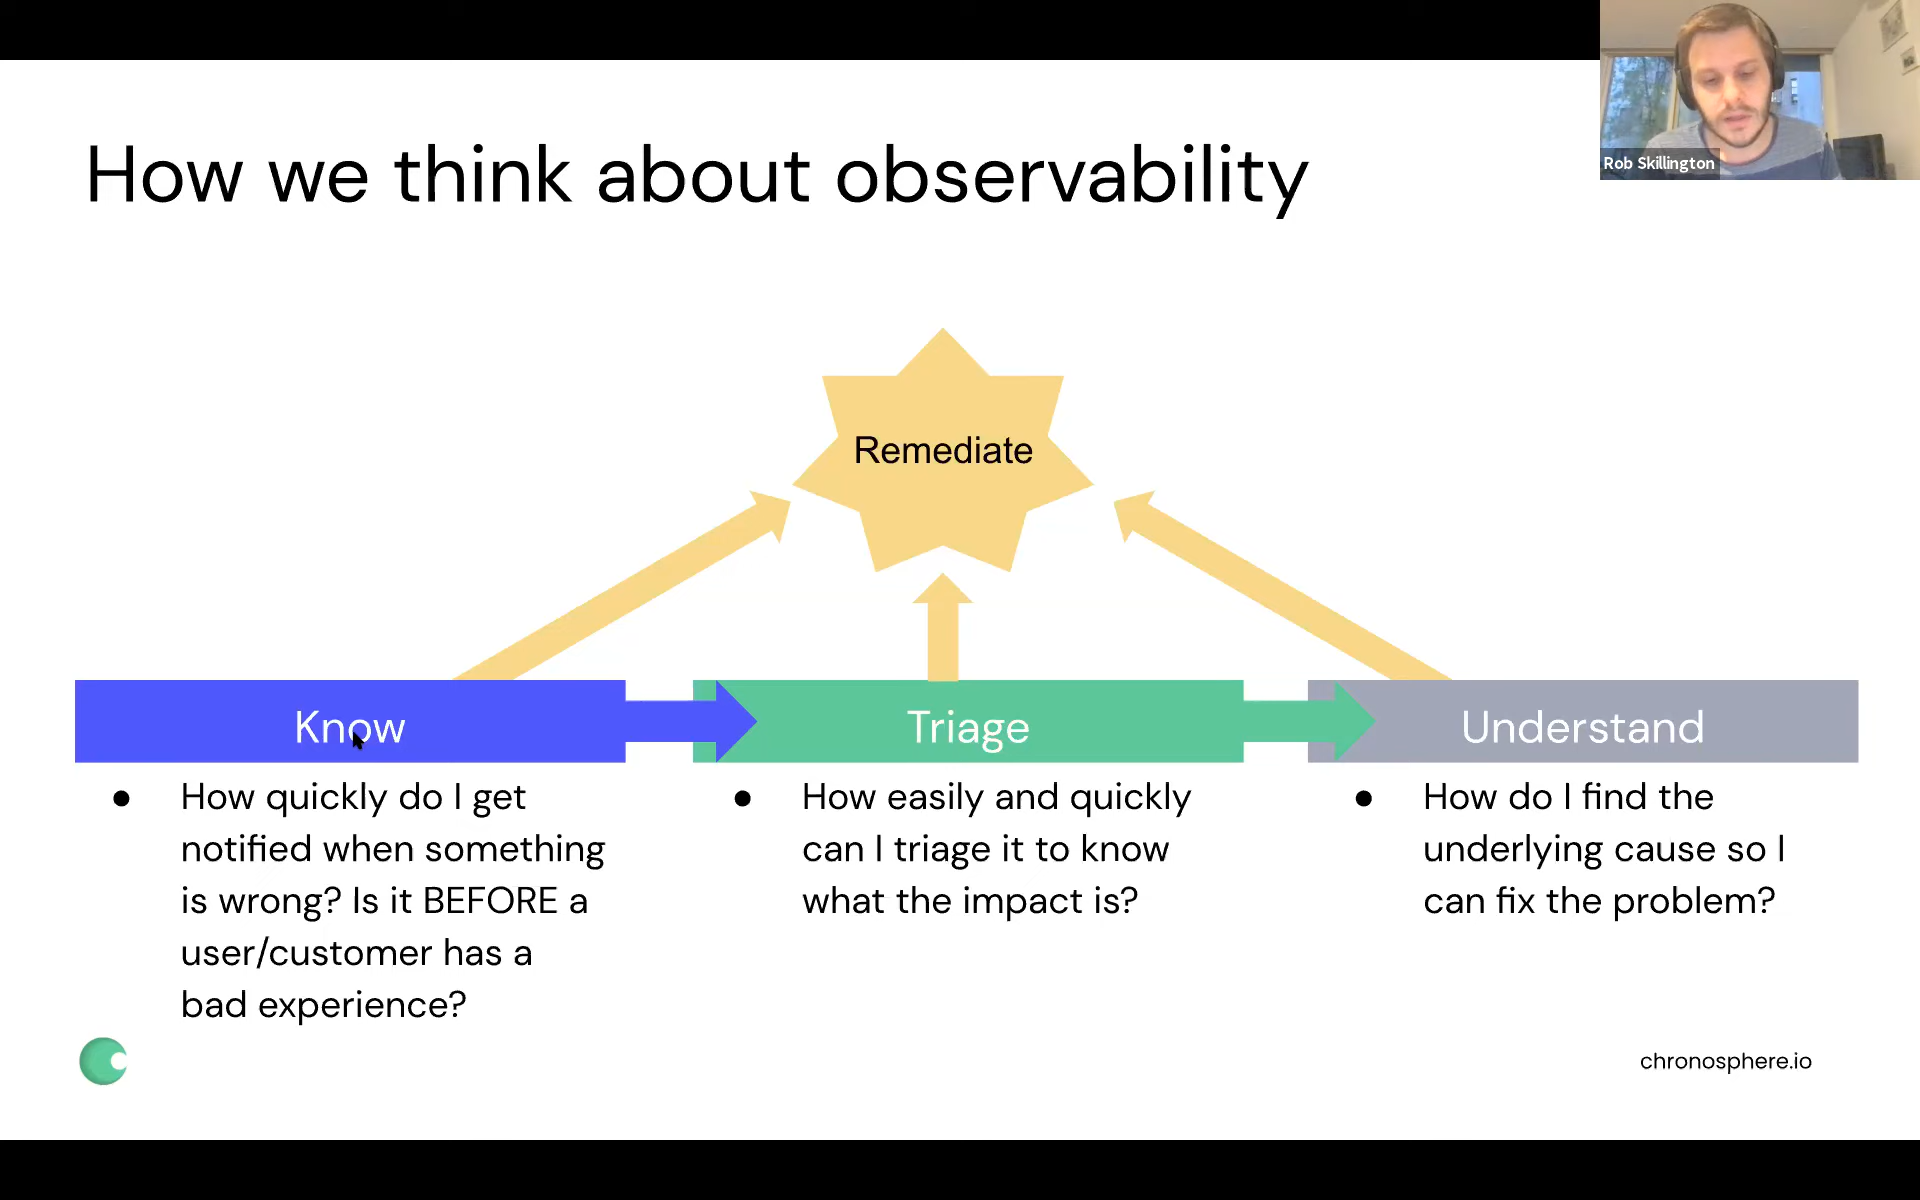 Rob Skillington
How we think about observability
Remediate
Know
Triage
Understand
● How quickly do I get
notified when something
is wrong? Is it BEFORE a
user/customer has a
bad experience?
● How easily and quickly
can I triage it to know
what the impact is?
● How do I find the
underlying cause so I
can fix the problem?
chronosphere.io